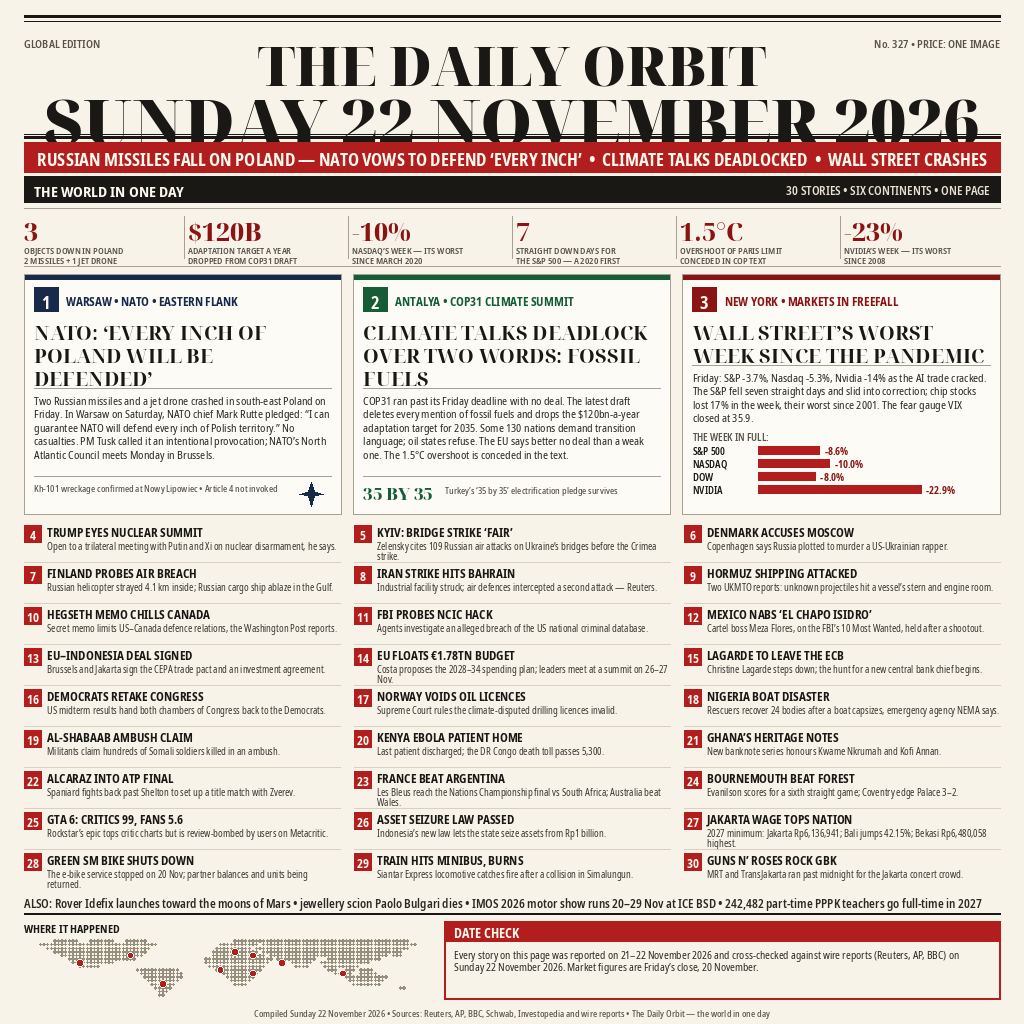 GLOBAL EDITION
No. 327 • PRICE: ONE IMAGE
THE DAILY ORBIT
SUNDAY 22 NOVEMBER 2026
RUSSIAN MISSILES FALL ON POLAND — NATO VOWS TO DEFEND ‘EVERY INCH’ • CLIMATE TALKS DEADLOCKED • WALL STREET CRASHES
THE WORLD IN ONE DAY
30 STORIES • SIX CONTINENTS • ONE PAGE
3
OBJECTS DOWN IN POLAND
2 MISSILES + 1 JET DRONE
$120B
ADAPTATION TARGET A YEAR
DROPPED FROM COP31 DRAFT
-10%
NASDAQ’S WEEK — ITS WORST
SINCE MARCH 2020
7
STRAIGHT DOWN DAYS FOR
THE S&P 500 — A 2020 FIRST
1.5°C
OVERSHOOT OF PARIS LIMIT
CONCEDED IN COP TEXT
-23%
NVIDIA’S WEEK — ITS WORST
SINCE 2008
1
WARSAW • NATO • EASTERN FLANK
NATO: ‘EVERY INCH OF
POLAND WILL BE
DEFENDED’
Two Russian missiles and a jet drone crashed in south-east Poland on
Friday. In Warsaw on Saturday, NATO chief Mark Rutte pledged: “I can
guarantee NATO will defend every inch of Polish territory.” No
casualties. PM Tusk called it an intentional provocation; NATO’s North
Atlantic Council meets Monday in Brussels.
Kh-101 wreckage confirmed at Nowy Lipowiec • Article 4 not invoked
2
ANTALYA • COP31 CLIMATE SUMMIT
CLIMATE TALKS DEADLOCK
OVER TWO WORDS: FOSSIL
FUELS
COP31 ran past its Friday deadline with no deal. The latest draft
deletes every mention of fossil fuels and drops the $120bn-a-year
adaptation target for 2035. Some 130 nations demand transition
language; oil states refuse. The EU says better no deal than a weak
one. The 1.5°C overshoot is conceded in the text.
35 BY 35
Turkey’s ‘35 by 35’ electrification pledge survives
3
NEW YORK • MARKETS IN FREEFALL
WALL STREET’S WORST
WEEK SINCE THE PANDEMIC
Friday: S&P -3.7%, Nasdaq -5.3%, Nvidia -14% as the AI trade cracked.
The S&P fell seven straight days and slid into correction; chip stocks
lost 17% in the week, their worst since 2001. The fear gauge VIX
closed at 35.9.
THE WEEK IN FULL:
S&P 500 -8.6%
NASDAQ -10.0%
DOW -8.0%
NVIDIA -22.9%
4 TRUMP EYES NUCLEAR SUMMIT
Open to a trilateral meeting with Putin and Xi on nuclear disarmament, he says.
5 KYIV: BRIDGE STRIKE ‘FAIR’
Zelensky cites 109 Russian air attacks on Ukraine’s bridges before the Crimea
strike.
6 DENMARK ACCUSES MOSCOW
Copenhagen says Russia plotted to murder a US-Ukrainian rapper.
7 FINLAND PROBES AIR BREACH
Russian helicopter strayed 4.1 km inside; Russian cargo ship ablaze in the Gulf.
8 IRAN STRIKE HITS BAHRAIN
Industrial facility struck; air defences intercepted a second attack — Reuters.
9 HORMUZ SHIPPING ATTACKED
Two UKMTO reports: unknown projectiles hit a vessel’s stern and engine room.
10 HEGSETH MEMO CHILLS CANADA
Secret memo limits US–Canada defence relations, the Washington Post reports.
11 FBI PROBES NCIC HACK
Agents investigate an alleged breach of the US national criminal database.
12 MEXICO NABS ‘EL CHAPO ISIDRO’
Cartel boss Meza Flores, on the FBI’s 10 Most Wanted, held after a shootout.
13 EU–INDONESIA DEAL SIGNED
Brussels and Jakarta sign the CEPA trade pact and an investment agreement.
14 EU FLOATS €1.78TN BUDGET
Costa proposes the 2028–34 spending plan; leaders meet at a summit on 26–27
Nov.
15 LAGARDE TO LEAVE THE ECB
Christine Lagarde steps down; the hunt for a new central bank chief begins.
16 DEMOCRATS RETAKE CONGRESS
US midterm results hand both chambers of Congress back to the Democrats.
17 NORWAY VOIDS OIL LICENCES
Supreme Court rules the climate-disputed drilling licences invalid.
18 NIGERIA BOAT DISASTER
Rescuers recover 24 bodies after a boat capsizes, emergency agency NEMA says.
19 AL-SHABAAB AMBUSH CLAIM
Militants claim hundreds of Somali soldiers killed in an ambush.
20 KENYA EBOLA PATIENT HOME
Last patient discharged; the DR Congo death toll passes 5,300.
21 GHANA’S HERITAGE NOTES
New banknote series honours Kwame Nkrumah and Kofi Annan.
22 ALCARAZ INTO ATP FINAL
Spaniard fights back past Shelton to set up a title match with Zverev.
23 FRANCE BEAT ARGENTINA
Les Bleus reach the Nations Championship final vs South Africa; Australia beat
Wales.
24 BOURNEMOUTH BEAT FOREST
Evanilson scores for a sixth straight game; Coventry edge Palace 3–2.
25 GTA 6: CRITICS 99, FANS 5.6
Rockstar’s epic tops critic charts but is review-bombed by users on Metacritic.
26 ASSET SEIZURE LAW PASSED
Indonesia’s new law lets the state seize assets from Rp1 billion.
27 JAKARTA WAGE TOPS NATION
2027 minimum: Jakarta Rp6,136,941; Bali jumps 42.15%; Bekasi Rp6,480,058
highest.
28 GREEN SM BIKE SHUTS DOWN
The e-bike service stopped on 20 Nov; partner balances and units being
returned.
29 TRAIN HITS MINIBUS, BURNS
Siantar Express locomotive catches fire after a collision in Simalungun.
30 GUNS N’ ROSES ROCK GBK
MRT and TransJakarta ran past midnight for the Jakarta concert crowd.
ALSO: Rover Idefix launches toward the moons of Mars • jewellery scion Paolo Bulgari dies • IMOS 2026 motor show runs 20–29 Nov at ICE BSD • 242,482 part-time PPPK teachers go full-time in 2027
WHERE IT HAPPENED
DATE CHECK
Every story on this page was reported on 21–22 November 2026 and cross-checked against wire reports (Reuters, AP, BBC) on
Sunday 22 November 2026. Market figures are Friday’s close, 20 November.
Compiled Sunday 22 November 2026 • Sources: Reuters, AP, BBC, Schwab, Investopedia and wire reports • The Daily Orbit — the world in one day